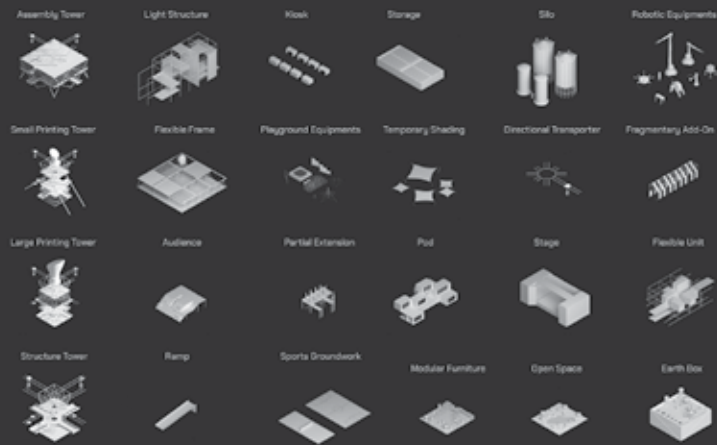 Assembly Tower
Light Structure
Kiosk
Storage
Silo
Robotic Equipments
Small Printing Tower
Flexible Frame
Playground Equipments
Temporary Shading
Directional Transporter
Fragmentary Add-On
Large Printing Tower
Audience
Partial Extension
Pod
Stage
Flexible Unit
Structure Tower
Ramp
Sports Groundwork
Modular Furniture
Open Space
Earth Box